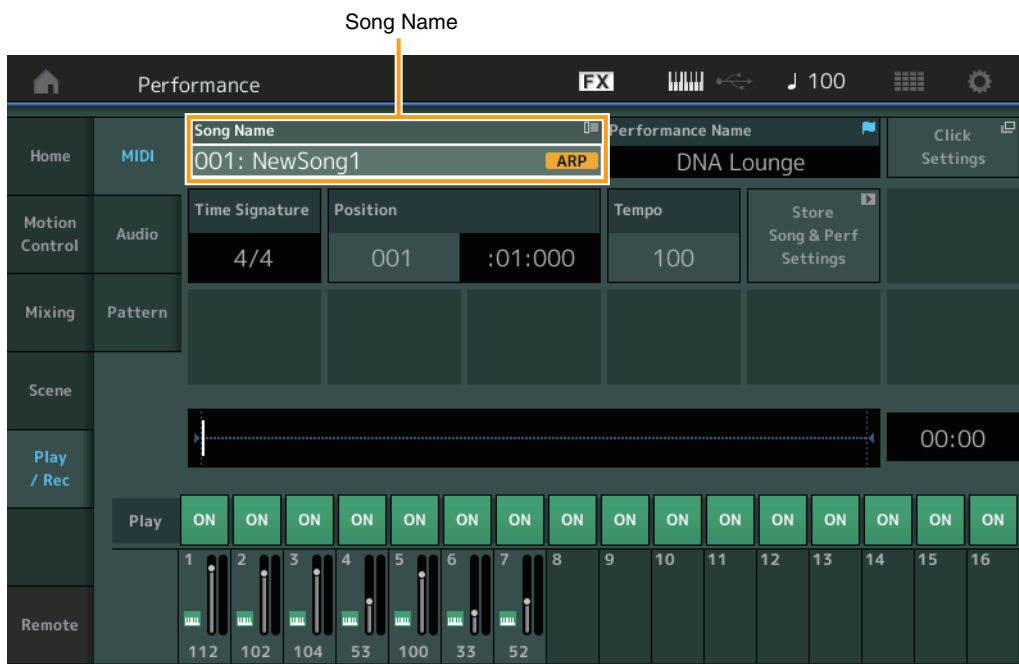 Song Name
Performance
FX
♩ 100
Song Name
Performance Name
Click
Settings
Home
MIDI
001: NewSong1
ARP
DNA Lounge
Motion
Control
Audio
Time Signature
Position
Tempo
Store
Song & Perf
Settings
4/4
001
:01:000
100
Mixing
Pattern
Scene
Play
/ Rec
00:00
Play
ON ON ON ON ON ON ON ON ON ON ON ON ON ON ON ON
1 2 3 4 5 6 7 8 9 10 11 12 13 14 15 16
Remote
112 102 104 53 100 33 52